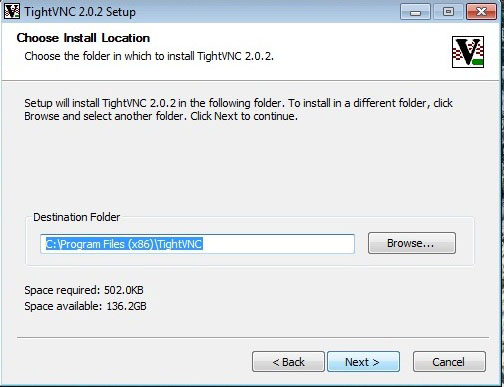 TightVNC 2.0.2 Setup
Choose Install Location
Choose the folder in which to install TightVNC 2.0.2.
Setup will install TightVNC 2.0.2 in the following folder. To install in a different folder, click
Browse and select another folder. Click Next to continue.
Destination Folder
C:\Program Files (x86)\TightVNC
Browse...
Space required: 502.0KB
Space available: 136.2GB
< Back
Next >
Cancel